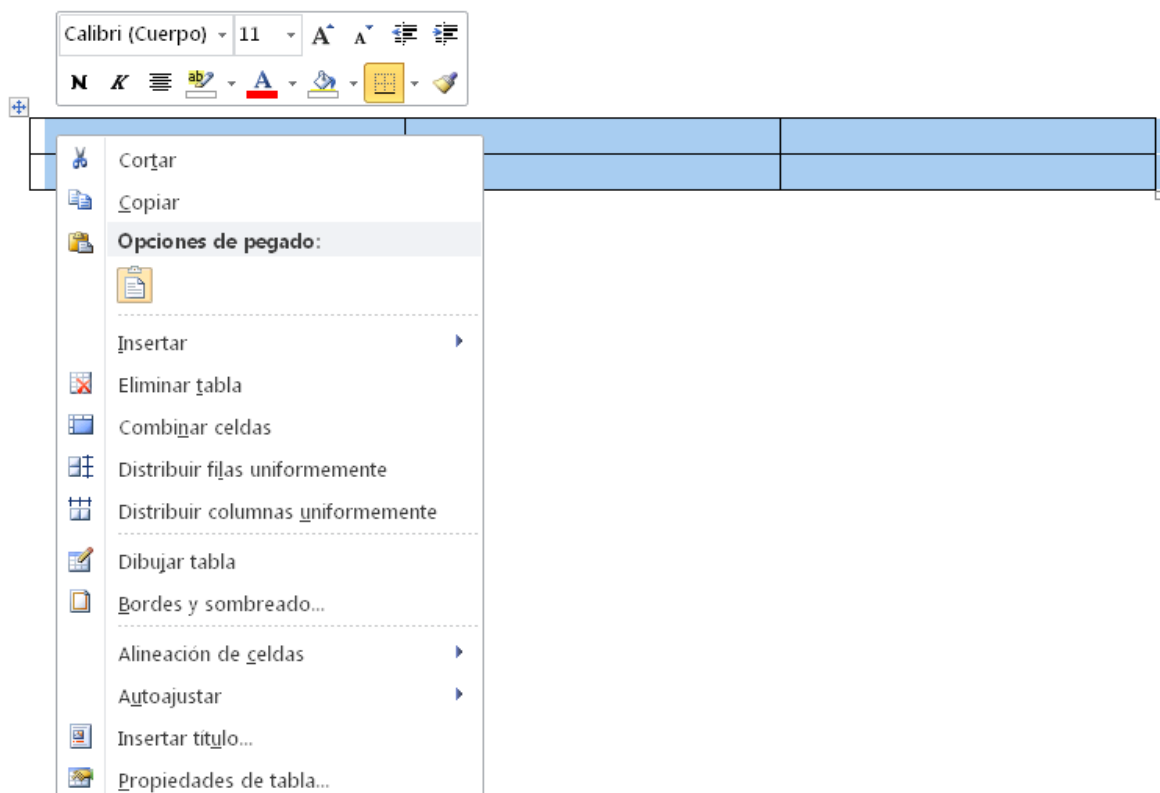 Calibri (Cuerpo) 11 A A
N K ab A
Cortar
Copiar
Opciones de pegado:
Insertar
Eliminar tabla
Combinar celdas
Distribuir filas uniformemente
Distribuir columnas uniformemente
Dibujar tabla
Bordes y sombreado...
Alineación de celdas
Autoajustar
Insertar título...
Propiedades de tabla...